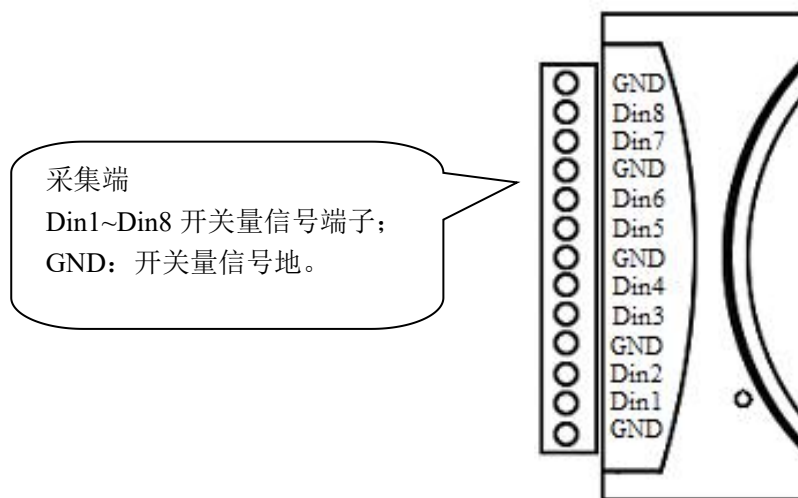 采集端
Din1~Din8 开关量信号端子；
GND：开关量信号地。
GND
Din8
Din7
GND
Din6
Din5
GND
Din4
Din3
GND
Din2
Din1
GND